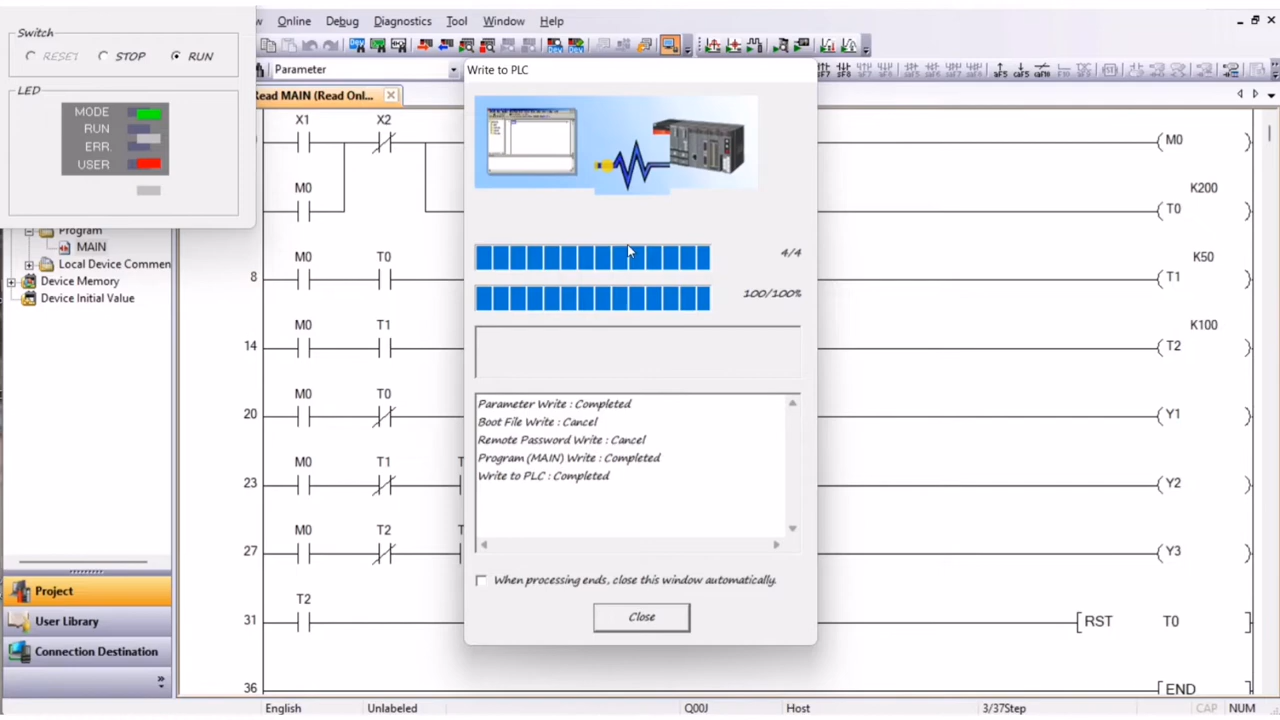 Online Debug Diagnostics Tool Window Help
Switch
RESET STOP RUN
Parameter
Write to PLC
LED
MODE
RUN
ERR.
USER
Read MAIN (Read Onl...
X1 X2
M0
M0
K200
T0
4/4
100/100%
Program
MAIN
Local Device Commen
Device Memory
Device Initial Value
M0 T0
K50
8
T1
M0 T1
K100
14
T2
M0 T0
20
Y1
M0 T1
23
Y2
M0 T2
27
Y3
T2
31
RST T0
36
END
Parameter Write : Completed
Boot File Write : Cancel
Remote Password Write : Cancel
Program (MAIN) Write : Completed
Write to PLC : Completed
When processing ends, close this window automatically.
Close
Project
User Library
Connection Destination
English Unlabeled Q00J Host 3/37Step CAP NUM